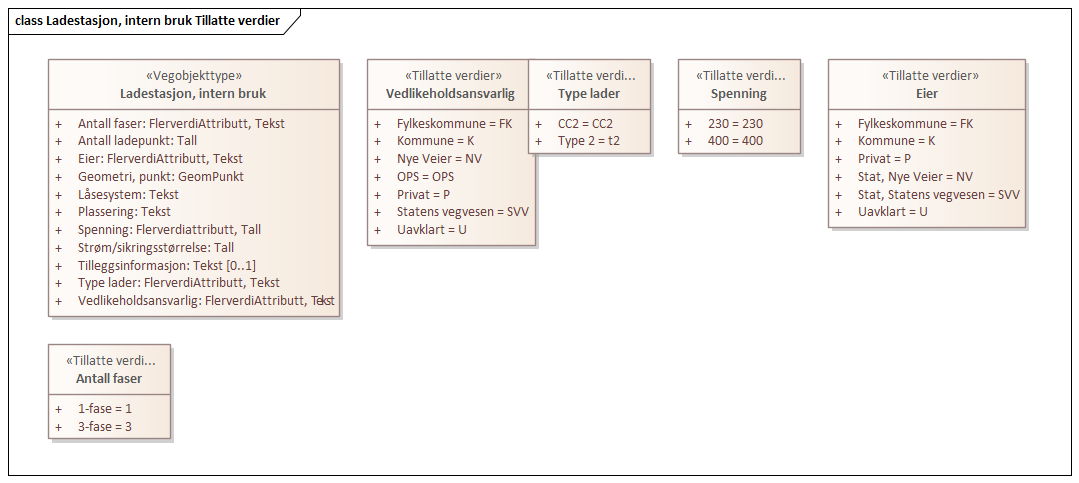 class Ladestasjon, intern bruk Tillatte verdier
«Vegobjekttype»
Ladestasjon, intern bruk
+ Antall faser: FlerverdiAttributt, Tekst
+ Antall ladepunkt: Tall
+ Eier: FlerverdiAttributt, Tekst
+ Geometri, punkt: GeomPunkt
+ Låsesystem: Tekst
+ Plassering: Tekst
+ Spenning: Flerverdiattributt, Tall
+ Strøm/sikringsstørrelse: Tall
+ Tilleggsinformasjon: Tekst [0..1]
+ Type lader: FlerverdiAttributt, Tekst
+ Vedlikeholdsansvarlig: FlerverdiAttributt, Tekst
«Tillatte verdier»
Vedlikeholdsansvarlig
+ Fylkeskommune = FK
+ Kommune = K
+ Nye Veier = NV
+ OPS = OPS
+ Privat = P
+ Statens vegvesen = SVV
+ Uavklart = U
«Tillatte verdi...
Type lader
+ CC2 = CC2
+ Type 2 = t2
«Tillatte verdi...
Spenning
+ 230 = 230
+ 400 = 400
«Tillatte verdier»
Eier
+ Fylkeskommune = FK
+ Kommune = K
+ Privat = P
+ Stat, Nye Veier = NV
+ Stat, Statens vegvesen = SVV
+ Uavklart = U
«Tillatte verdi...
Antall faser
+ 1-fase = 1
+ 3-fase = 3